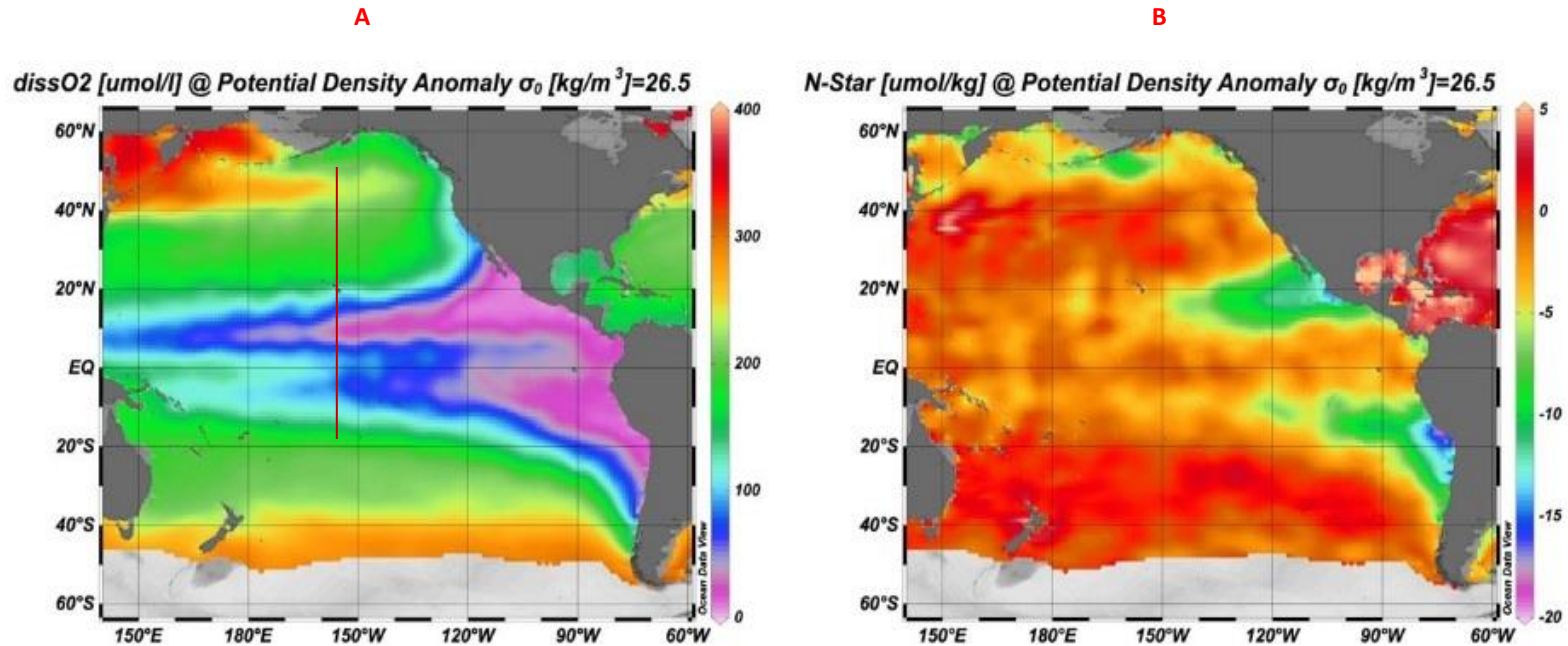 A
B
dissO2 [umol/l] @ Potential Density Anomaly σ₀ [kg/m³]=26.5
N-Star [umol/kg] @ Potential Density Anomaly σ₀ [kg/m³]=26.5
60°N
40°N
20°N
EQ
20°S
40°S
60°S
150°E
180°E
150°W
120°W
90°W
60°W
400
300
200
100
0
Ocean Data View
60°N
40°N
20°N
EQ
20°S
40°S
60°S
150°E
180°E
150°W
120°W
90°W
60°W
5
0
-5
-10
-15
-20
Ocean Data View